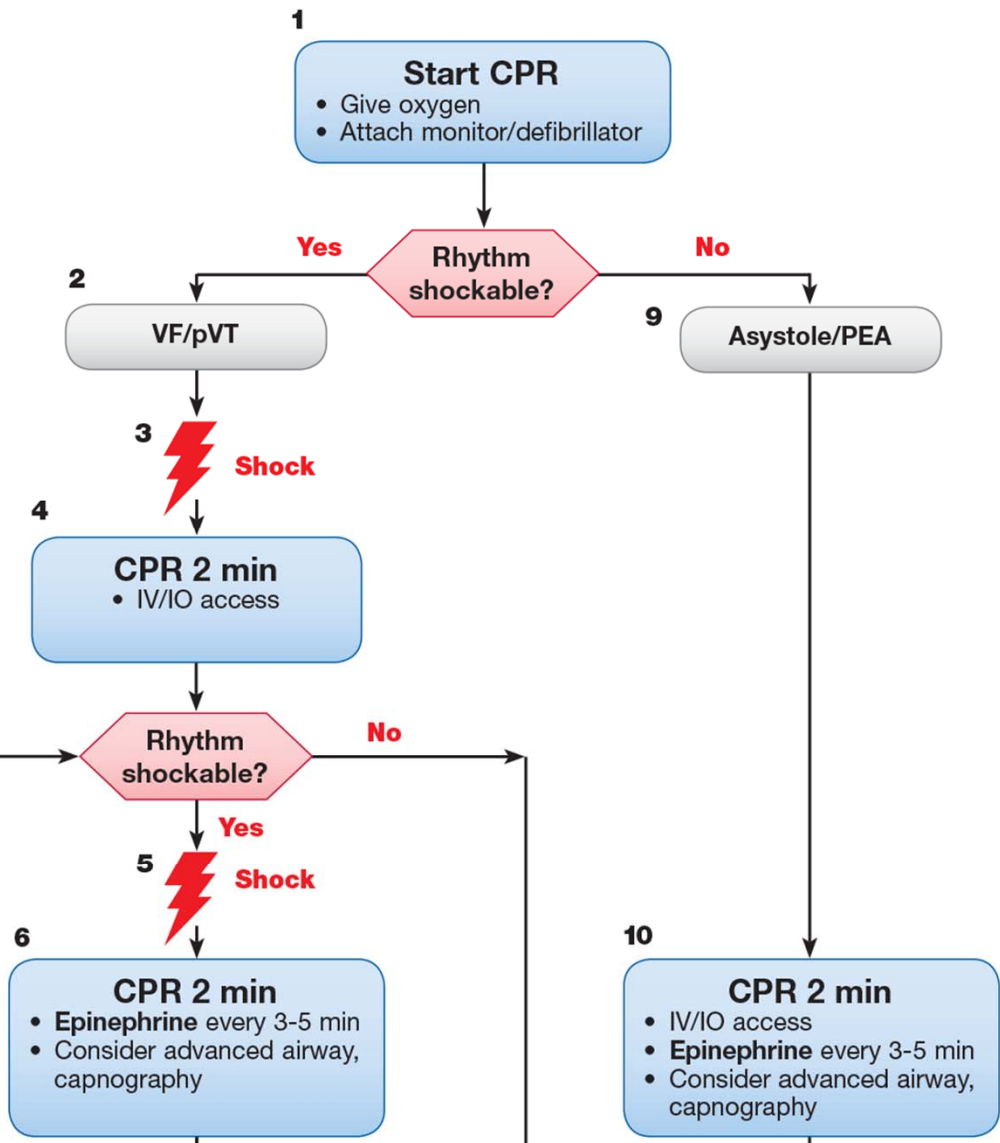 1
Start CPR
• Give oxygen
• Attach monitor/defibrillator
Rhythm
shockable?
Yes
No
2
VF/pVT
9
Asystole/PEA
3
Shock
4
CPR 2 min
• IV/IO access
Rhythm
shockable?
No
Yes
5
Shock
6
CPR 2 min
• Epinephrine every 3-5 min
• Consider advanced airway,
capnography
10
CPR 2 min
• IV/IO access
• Epinephrine every 3-5 min
• Consider advanced airway,
capnography